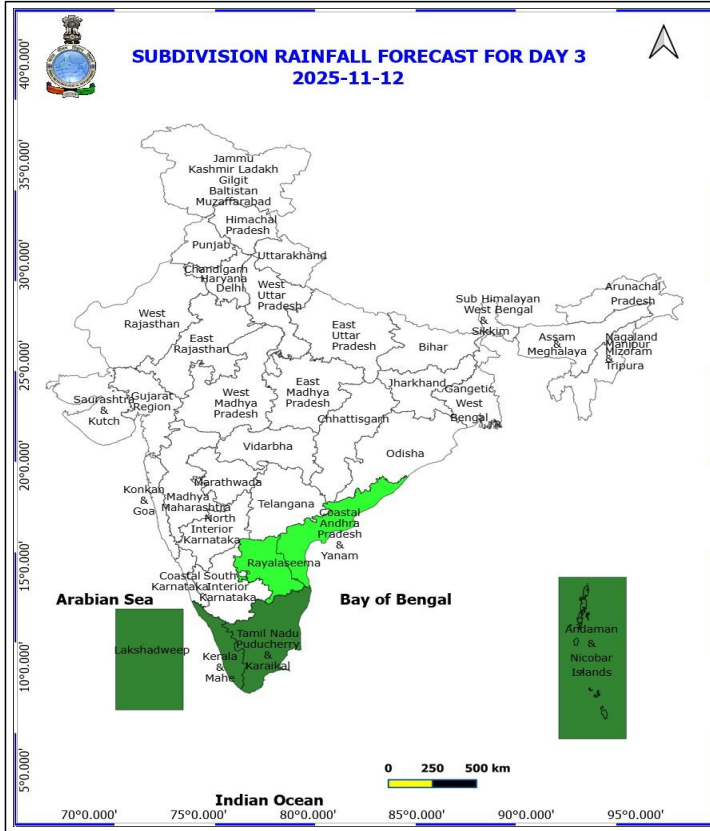 SUBDIVISION RAINFALL FORECAST FOR DAY 3
2025-11-12
40°0.000'
35°0.000'
30°0.000'
25°0.000'
20°0.000'
15°0.000'
10°0.000'
5°0.000'
Jammu
Kashmir Ladakh
Gilgit
Baltistan
Muzaffarabad
Himachal
Pradesh
Punjab
Uttarakhand
Chandigarh
Haryana
Delhi
West
Uttar
Pradesh
Arunachal
Pradesh
West
Rajasthan
East
Rajasthan
East
Uttar
Pradesh
Sub Himalayan
West Bengal
&
Sikkim
Bihar
Assam
&
Meghalaya
Nagaland
Manipur
Mizoram
&
Tripura
Saurashtra
&
Kutch
Gujarat
Region
West
Madhya
Pradesh
East
Madhya
Pradesh
Jharkhand
Gangetic
West
Bengal
Chhattisgarh
Odisha
Vidarbha
Konkan
&
Goa
Madhya
Maharashtra
Marathwada
Telangana
North
Interior
Karnataka
Coastal
Andhra
Pradesh
&
Yanam
Rayalaseema
Coastal
Karnataka
South
Interior
Karnataka
Arabian Sea
Bay of Bengal
Lakshadweep
Kerala
&
Mahe
Tamil Nadu
Puducherry
&
Karaikal
Andaman
&
Nicobar
Islands
0 250 500 km
Indian Ocean
70°0.000' 75°0.000' 80°0.000' 85°0.000' 90°0.000' 95°0.000'